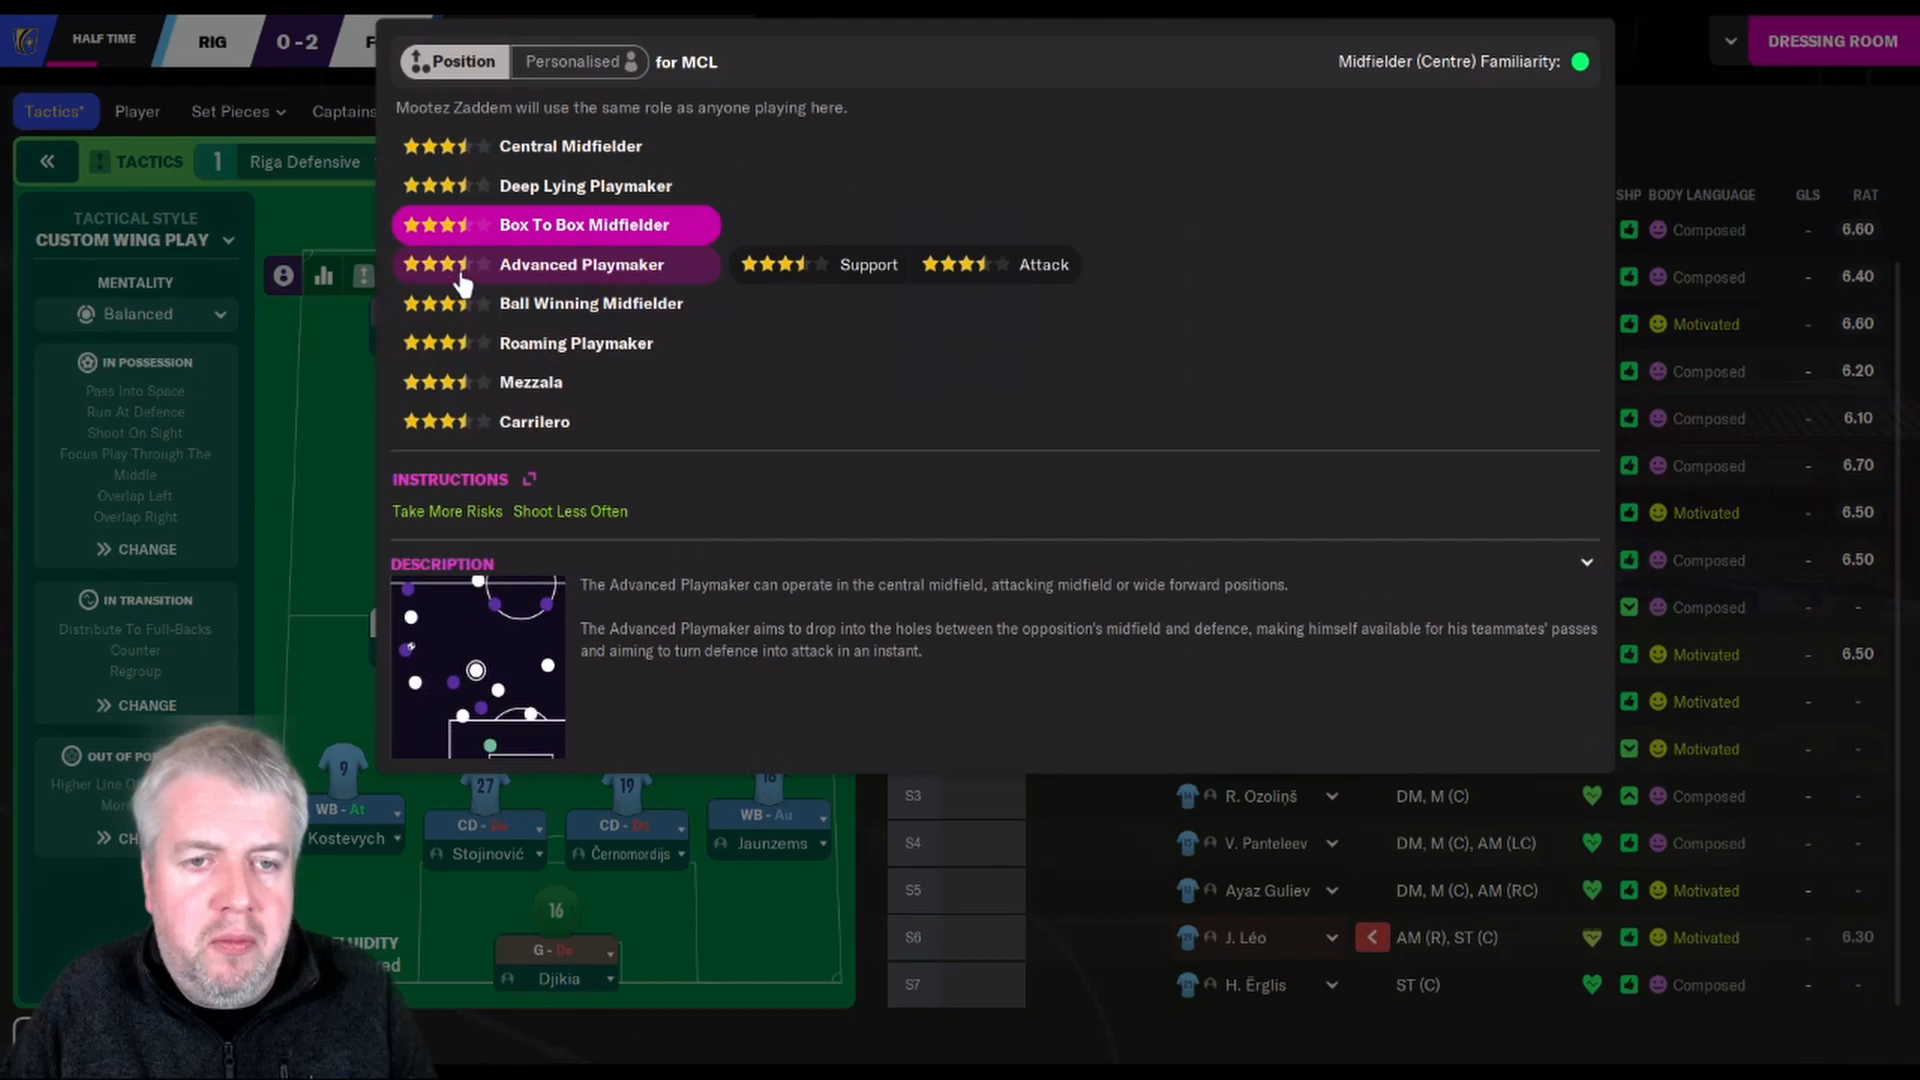 HALF TIME
RIG
0 - 2
F
DRESSING ROOM
Position
Personalised
for MCL
Midfielder (Centre) Familiarity:
Tactics*
Player
Set Pieces
Captains
Mootez Zaddem will use the same role as anyone playing here.
Central Midfielder
Deep Lying Playmaker
Box To Box Midfielder
Advanced Playmaker
Support
Attack
Ball Winning Midfielder
Roaming Playmaker
Mezzala
Carrilero
INSTRUCTIONS
Take More Risks Shoot Less Often
DESCRIPTION
The Advanced Playmaker can operate in the central midfield, attacking midfield or wide forward positions.
The Advanced Playmaker aims to drop into the holes between the opposition's midfield and defence, making himself available for his teammates' passes
and aiming to turn defence into attack in an instant.
TACTICS
1
Riga Defensive
TACTICAL STYLE
CUSTOM WING PLAY
MENTALITY
Balanced
IN POSSESSION
Pass Into Space
Run At Defence
Shoot On Sight
Focus Play Through The
Middle
Overlap Left
Overlap Right
CHANGE
IN TRANSITION
Distribute To Full-Backs
Counter
Regroup
CHANGE
OUT OF PO
Higher Line O
Mor
CH
FLUIDITY
9
WB - At
Kostevych
27
CD - De
Stojinović
19
CD - De
Černomordijs
18
WB - Au
Jaunzems
16
G - De
Djikia
SHP BODY LANGUAGE GLS RAT
Composed - 6.60
Composed - 6.40
Motivated - 6.60
Composed - 6.20
Composed - 6.10
Composed - 6.70
Motivated - 6.50
Composed - 6.50
Composed - -
Motivated - 6.50
Motivated - -
Motivated - -
S3 R. Ozoliņš DM, M (C) Composed - -
S4 V. Panteleev DM, M (C), AM (LC) Composed - -
S5 Ayaz Guliev DM, M (C), AM (RC) Motivated - -
S6 J. Léo AM (R), ST (C) Motivated - 6.30
S7 H. Ērglis ST (C) Composed - -